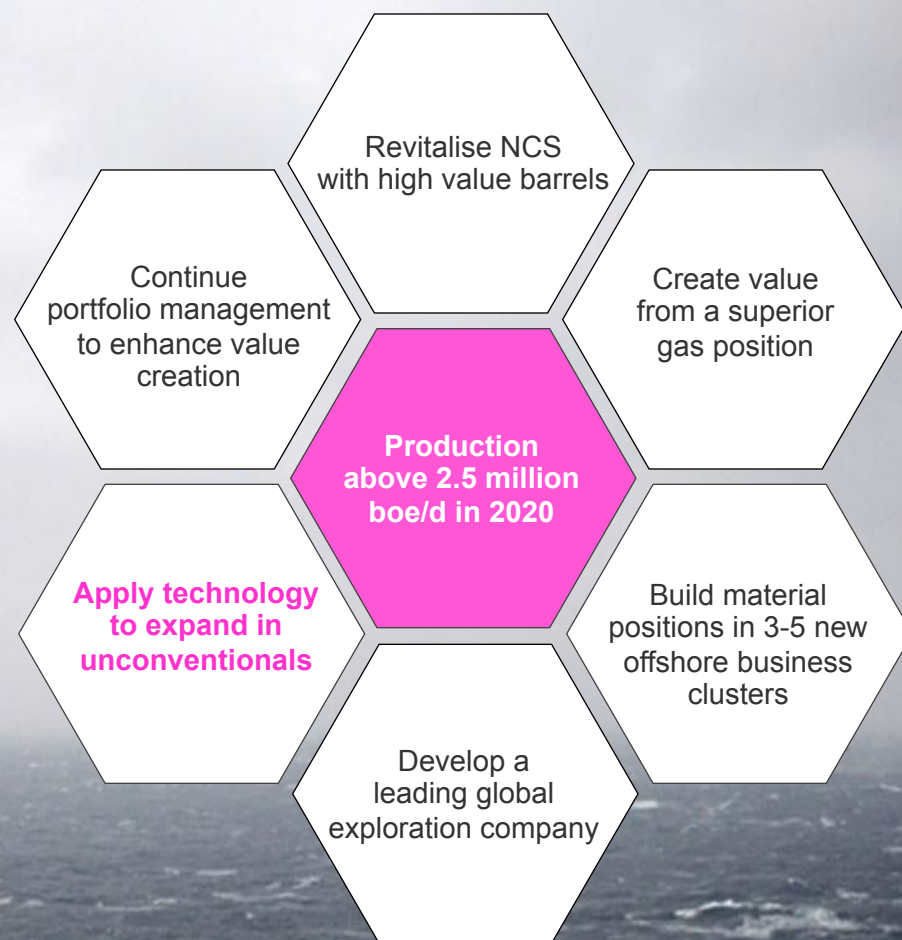 Revitalise NCS
with high value barrels
Continue
portfolio management
to enhance value
creation
Create value
from a superior
gas position
Production
above 2.5 million
boe/d in 2020
Apply technology
to expand in
unconventionals
Build material
positions in 3-5 new
offshore business
clusters
Develop a
leading global
exploration company